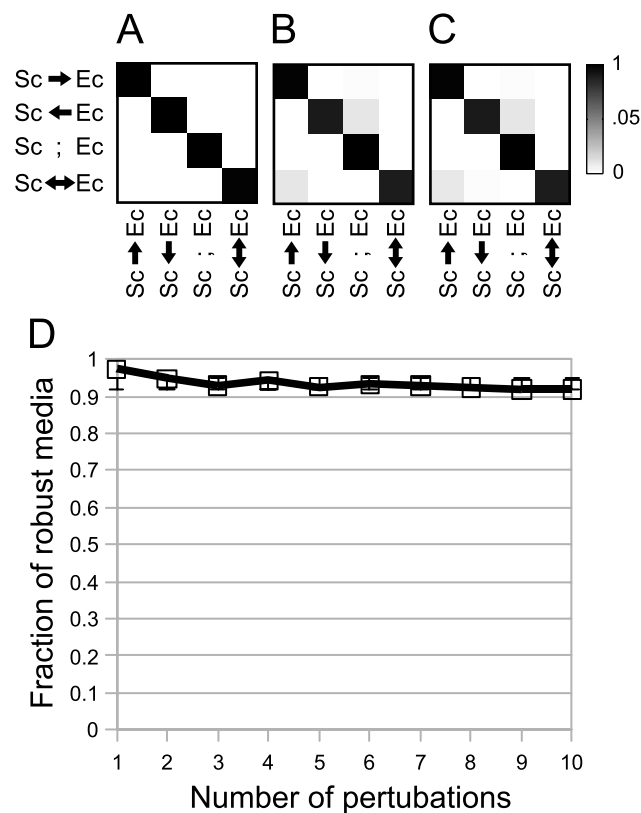 A B C
Sc → Ec
Sc ← Ec
Sc ; Ec
Sc ↔ Ec
1
.05
0
Sc → Ec
Sc ← Ec
Sc ; Ec
Sc ↔ Ec
Sc → Ec
Sc ← Ec
Sc ; Ec
Sc ↔ Ec
Sc → Ec
Sc ← Ec
Sc ; Ec
Sc ↔ Ec
D
Fraction of robust media
1
0.9
0.8
0.7
0.6
0.5
0.4
0.3
0.2
0.1
0
1 2 3 4 5 6 7 8 9 10
Number of pertubations